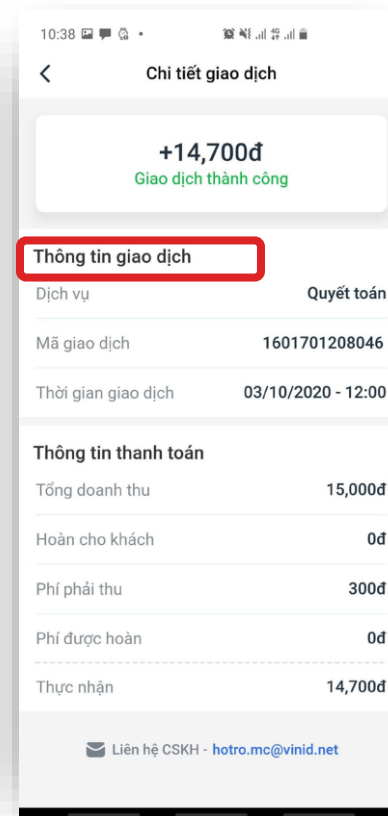 10:38
Chi tiết giao dịch
+14,700đ
Giao dịch thành công
Thông tin giao dịch
Dịch vụ Quyết toán
Mã giao dịch 1601701208046
Thời gian giao dịch 03/10/2020 - 12:00
Thông tin thanh toán
Tổng doanh thu 15,000đ
Hoàn cho khách 0đ
Phí phải thu 300đ
Phí được hoàn 0đ
Thực nhận 14,700đ
Liên hệ CSKH - hotro.mc@vinid.net